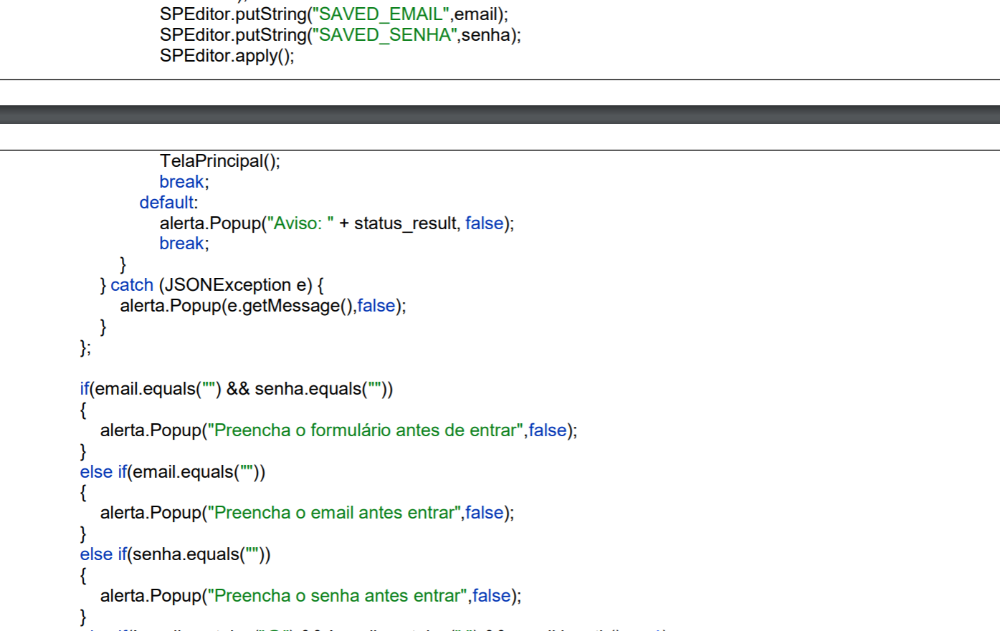 SPEditor.putString("SAVED_EMAIL",email);
SPEditor.putString("SAVED_SENHA",senha);
SPEditor.apply();
TelaPrincipal();
break;
default:
alerta.Popup("Aviso: " + status_result, false);
break;
}
} catch (JSONException e) {
alerta.Popup(e.getMessage(),false);
}
};
if(email.equals("") && senha.equals(""))
{
alerta.Popup("Preencha o formulário antes de entrar",false);
}
else if(email.equals(""))
{
alerta.Popup("Preencha o email antes entrar",false);
}
else if(senha.equals(""))
{
alerta.Popup("Preencha o senha antes entrar",false);
}